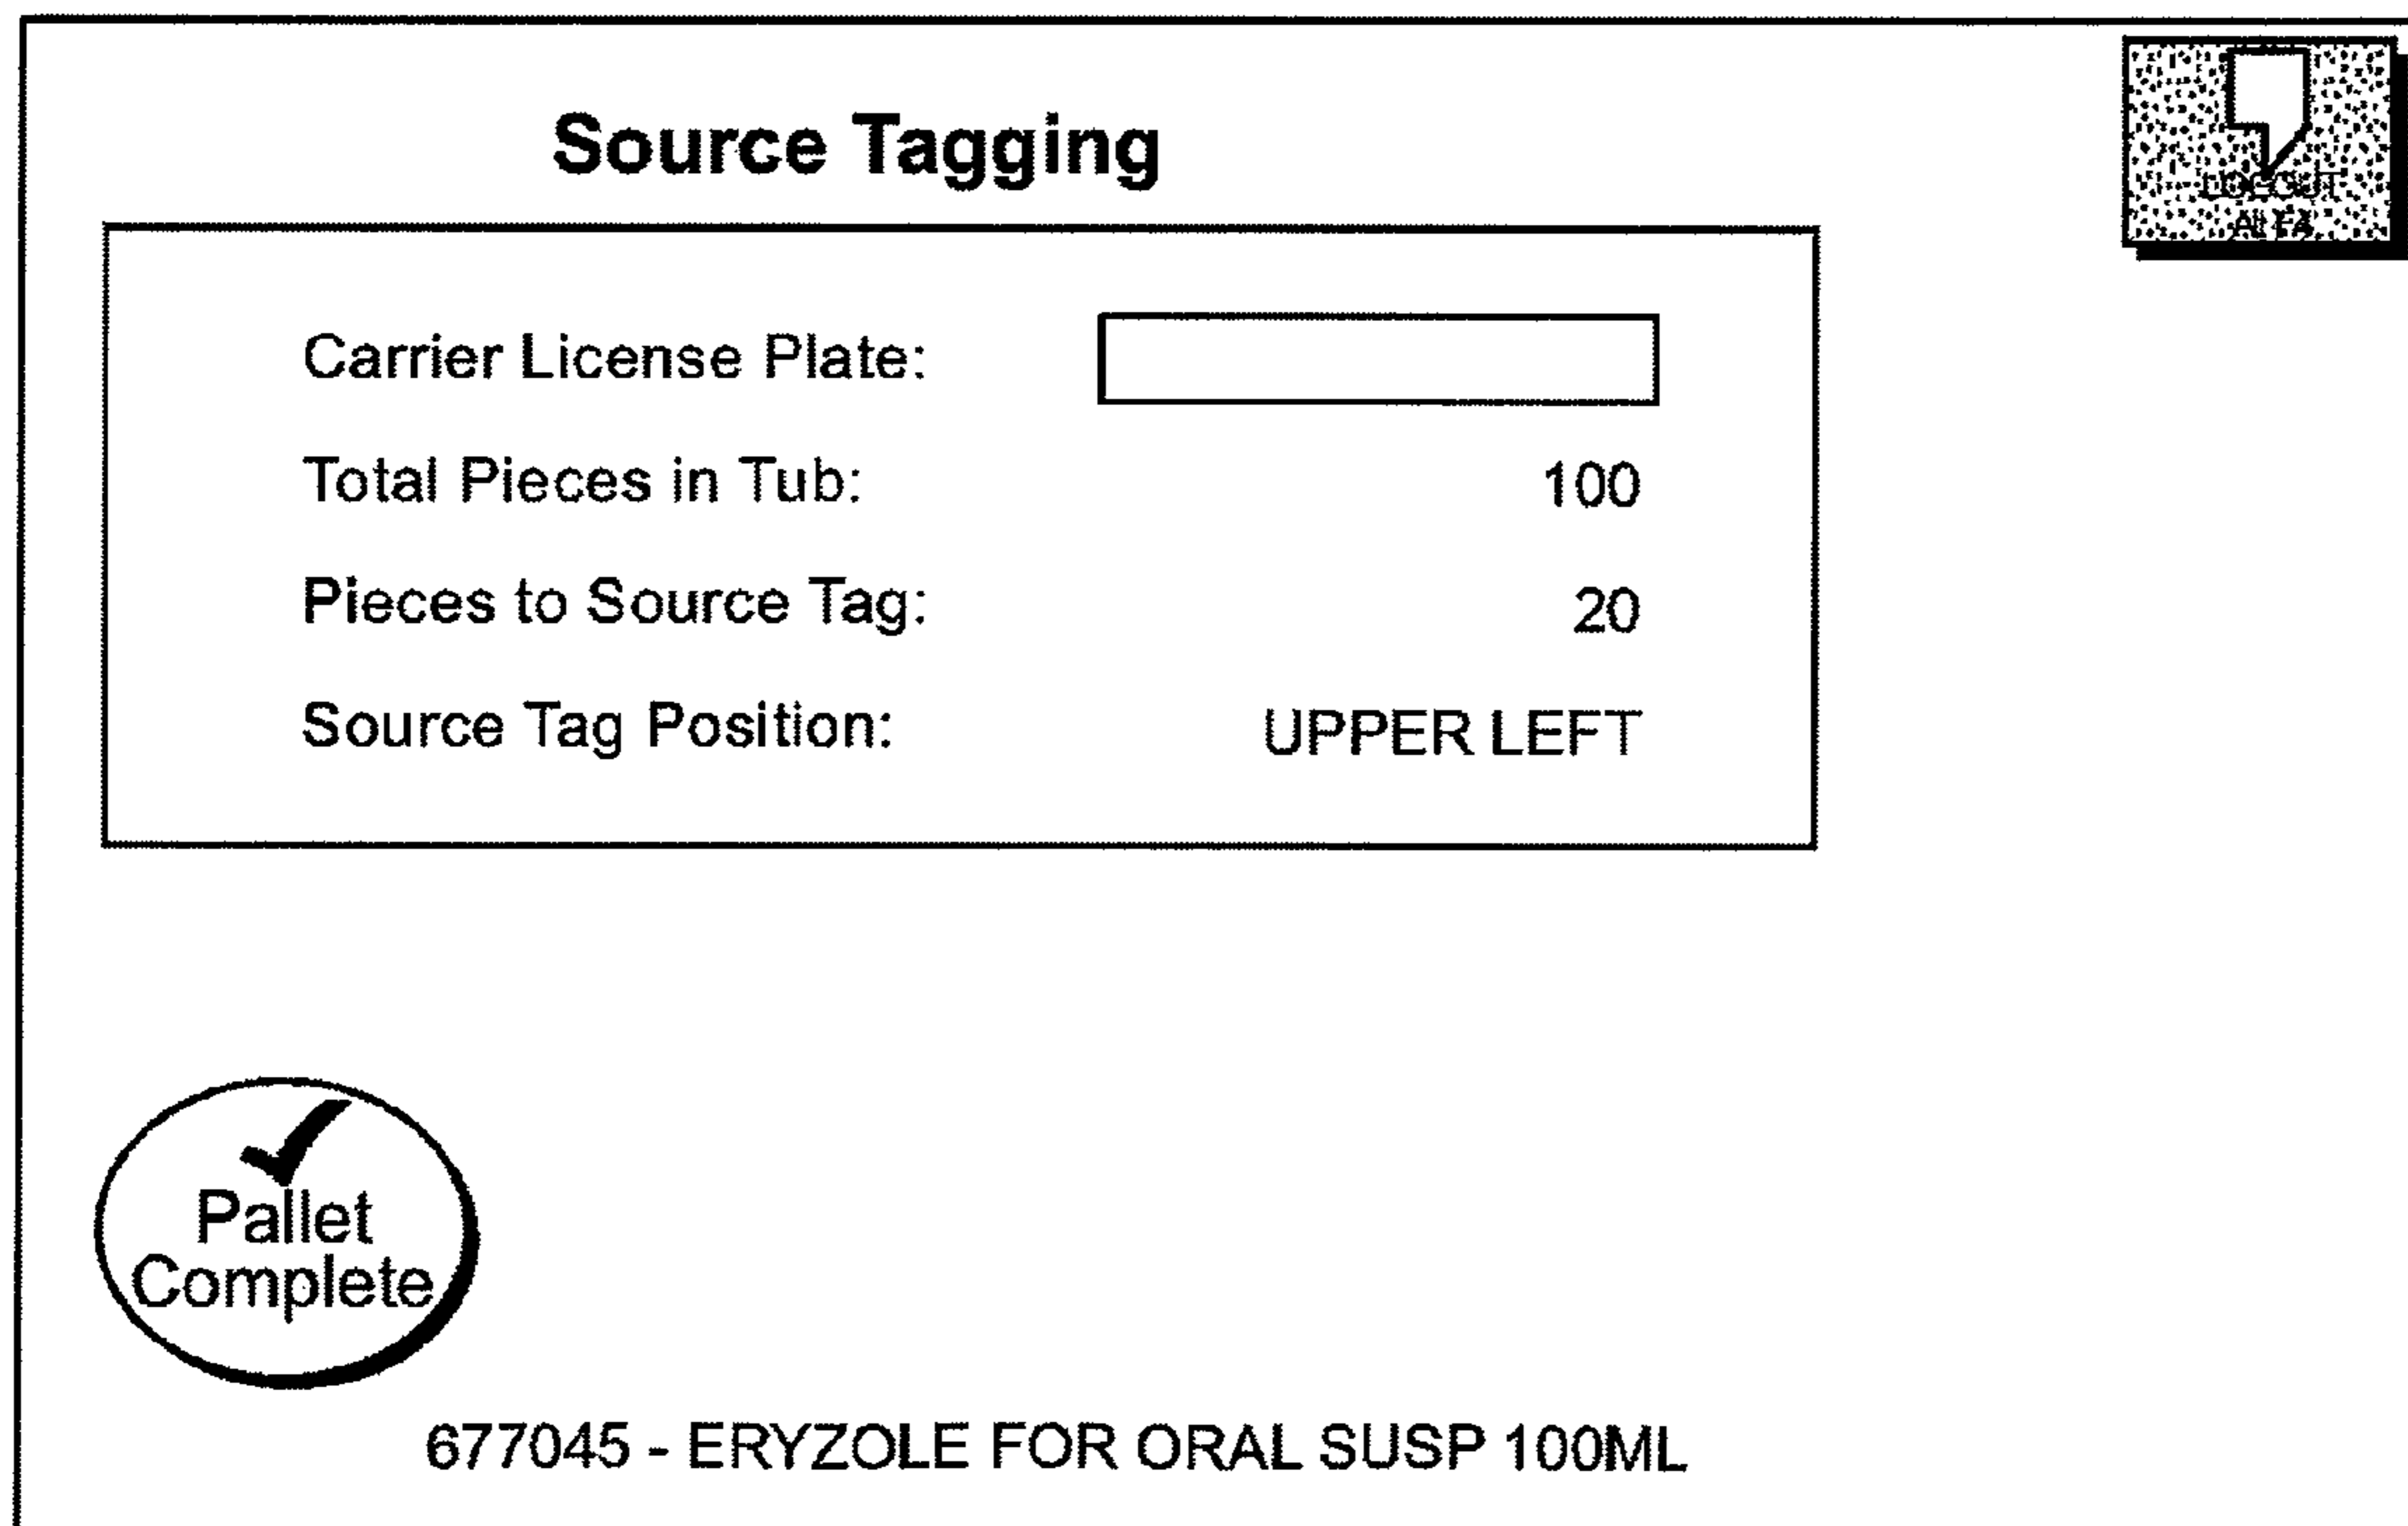 Source Tagging
Carrier License Plate:
Total Pieces in Tub: 100
Pieces to Source Tag: 20
Source Tag Position: UPPER LEFT
Pallet
Complete
677045 - ERYZOLE FOR ORAL SUSP 100ML